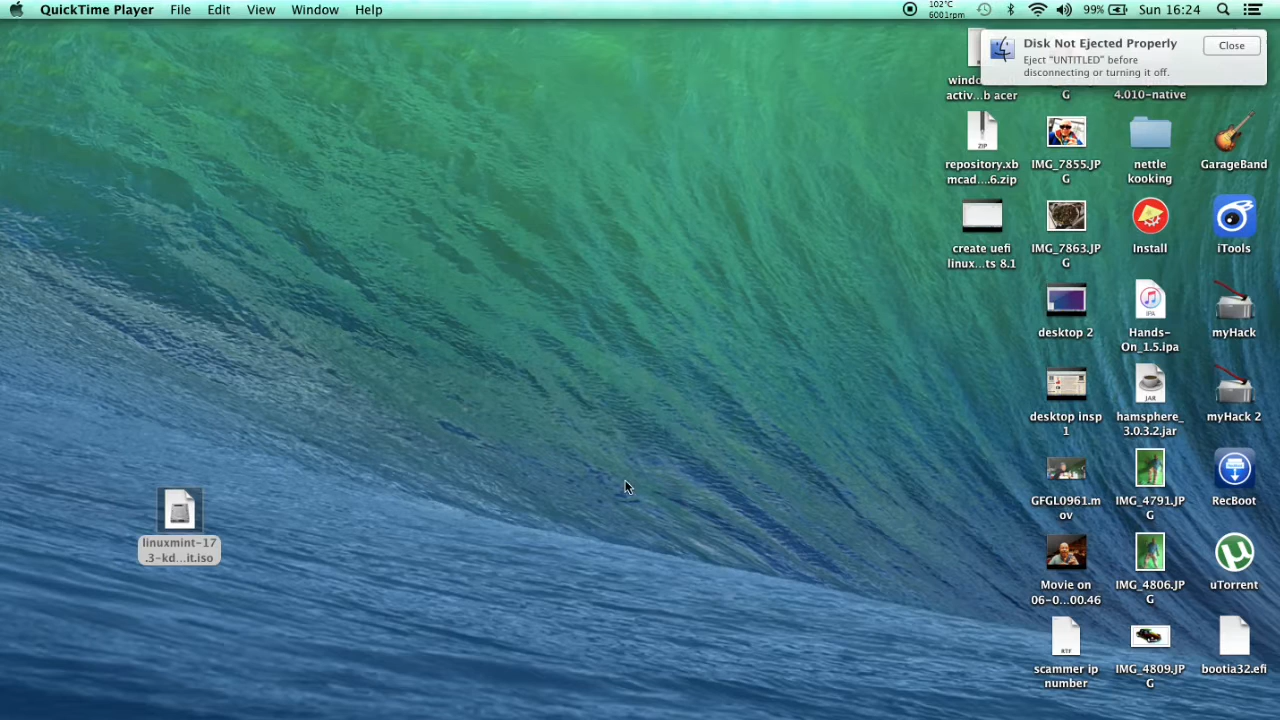 QuickTime Player File Edit View Window Help
102°C
6001rpm
99% Sun 16:24
Disk Not Ejected Properly
Eject "UNTITLED" before
disconnecting or turning it off.
Close
activ...b acer
G
4.010-native
ZIP
repository.xb
mcad....6.zip
IMG_7855.JP
G
nettle
kooking
GarageBand
create uefi
linux...ts 8.1
IMG_7863.JP
G
Install
iTools
desktop 2
IPA
Hands-
On_1.5.ipa
myHack
desktop insp
1
JAR
hamsphere_
3.0.3.2.jar
myHack 2
GFGL0961.m
ov
IMG_4791.JP
G
RecBoot
linuxmint-17
.3-kd...it.iso
Movie on
06-0...00.46
IMG_4806.JP
G
uTorrent
RTF
scammer ip
number
IMG_4809.JP
G
bootia32.efi